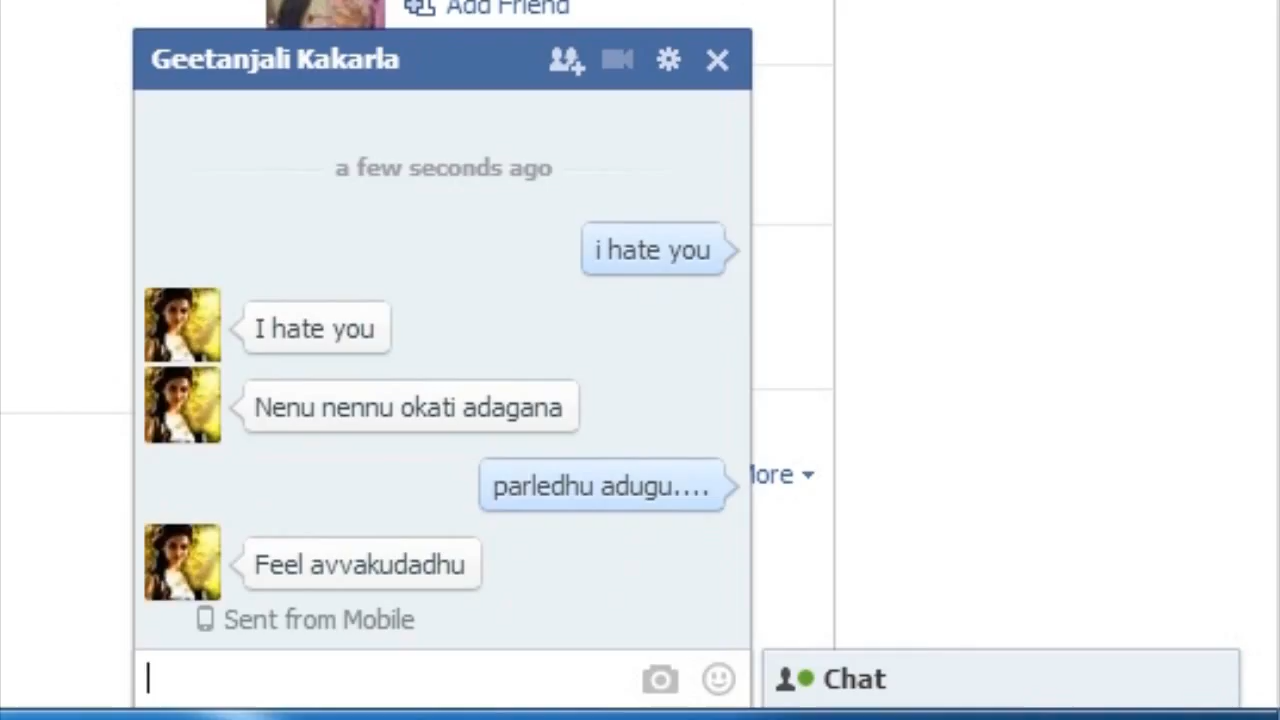 Add Friend
Geetanjali Kakarla
a few seconds ago
i hate you
I hate you
Nenu nennu okati adagana
parledhu adugu....
More
Feel avvakudadhu
Sent from Mobile
Chat